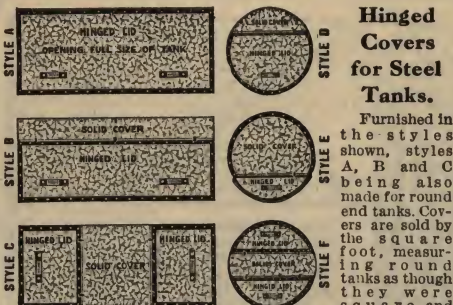 STYLE A
HINGED LID
OPENING FULL SIZE OF TANK
STYLE B
SOLID COVER
HINGED LID
STYLE C
HINGED LID
SOLID COVER
HINGED LID
SOLID COVER
HINGED LID
STYLE D
SOLID COVER
HINGED LID
STYLE E
HINGED LID
SOLID COVER
HINGED LID
STYLE F
Hinged
Covers
for Steel
Tanks.
Furnished in
the styles
shown, styles
A, B and C
being also
made for round
end tanks. Cov-
ers are sold by
the square
foot, measur-
ing round
tanks as though
they were